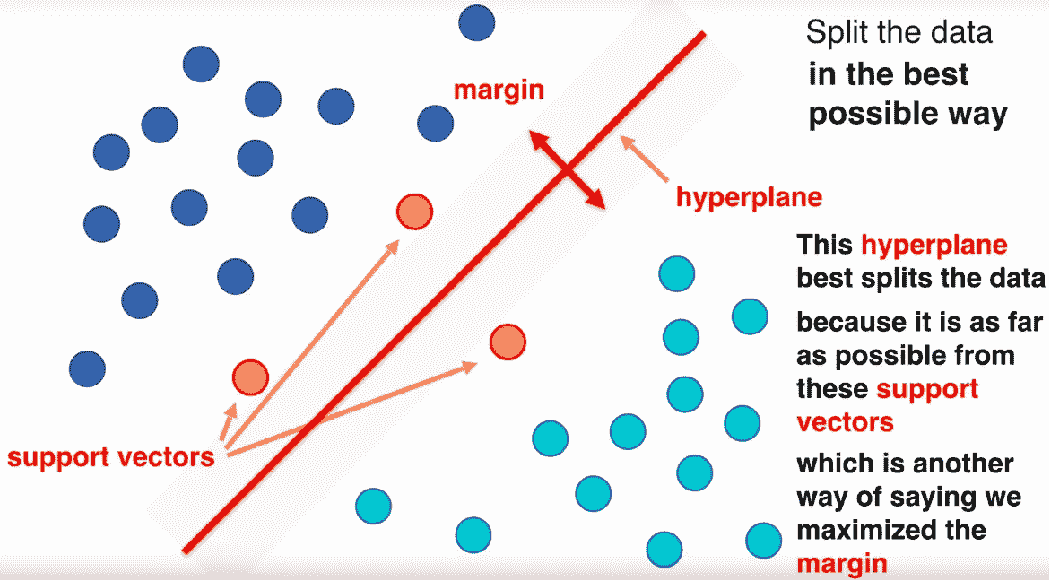 Split the data
in the best
possible way
margin
hyperplane
This hyperplane
best splits the data
because it is as far
as possible from
these support
vectors
support vectors
which is another
way of saying we
maximized the
margin